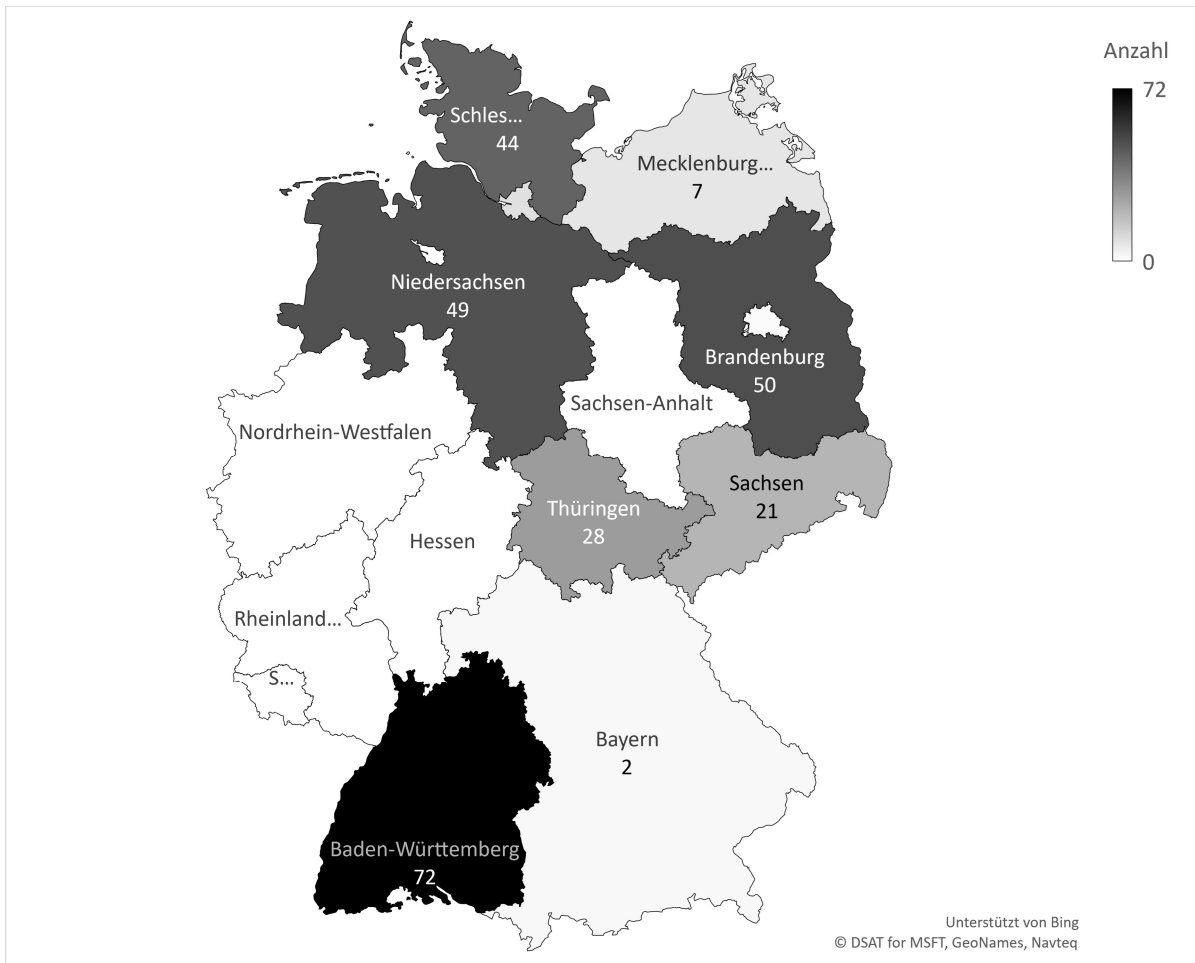 Anzahl
72
0
Schles...
44
Mecklenburg...
7
Niedersachsen
49
Brandenburg
50
Sachsen-Anhalt
Nordrhein-Westfalen
Sachsen
21
Thüringen
28
Hessen
Rheinland...
S...
Bayern
2
Baden-Württemberg
72
Unterstützt von Bing
© DSAT for MSFT, GeoNames, Navteq